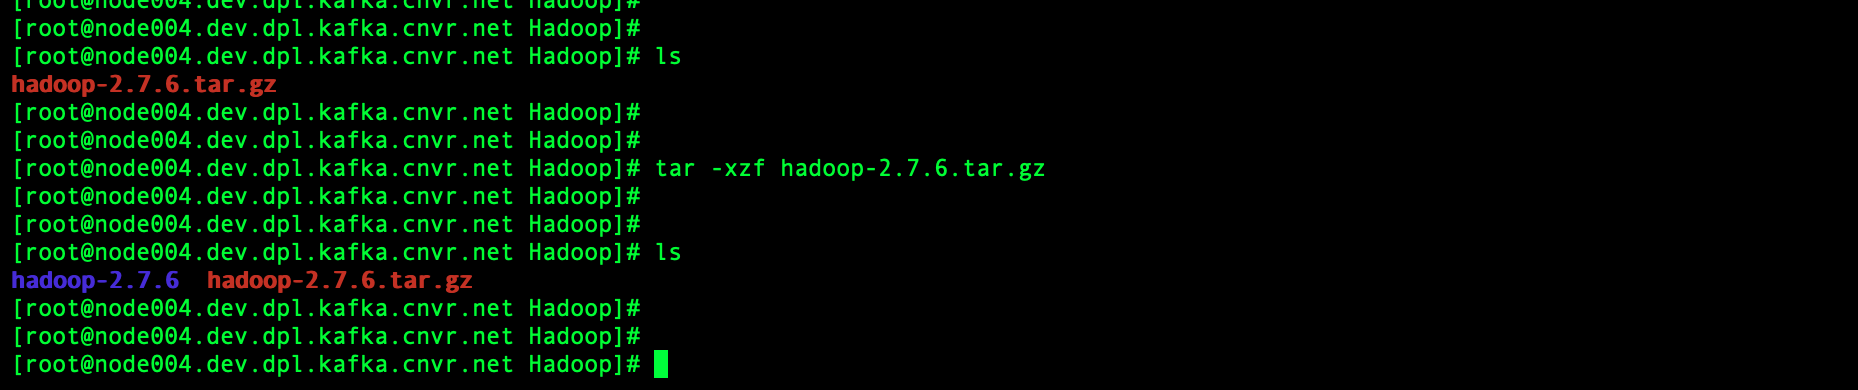 [root@node004.dev.dpl.kafka.cnvr.net Hadoop]#
[root@node004.dev.dpl.kafka.cnvr.net Hadoop]#
[root@node004.dev.dpl.kafka.cnvr.net Hadoop]# ls
hadoop-2.7.6.tar.gz
[root@node004.dev.dpl.kafka.cnvr.net Hadoop]#
[root@node004.dev.dpl.kafka.cnvr.net Hadoop]#
[root@node004.dev.dpl.kafka.cnvr.net Hadoop]# tar -xzf hadoop-2.7.6.tar.gz
[root@node004.dev.dpl.kafka.cnvr.net Hadoop]#
[root@node004.dev.dpl.kafka.cnvr.net Hadoop]#
[root@node004.dev.dpl.kafka.cnvr.net Hadoop]# ls
hadoop-2.7.6  hadoop-2.7.6.tar.gz
[root@node004.dev.dpl.kafka.cnvr.net Hadoop]#
[root@node004.dev.dpl.kafka.cnvr.net Hadoop]#
[root@node004.dev.dpl.kafka.cnvr.net Hadoop]#